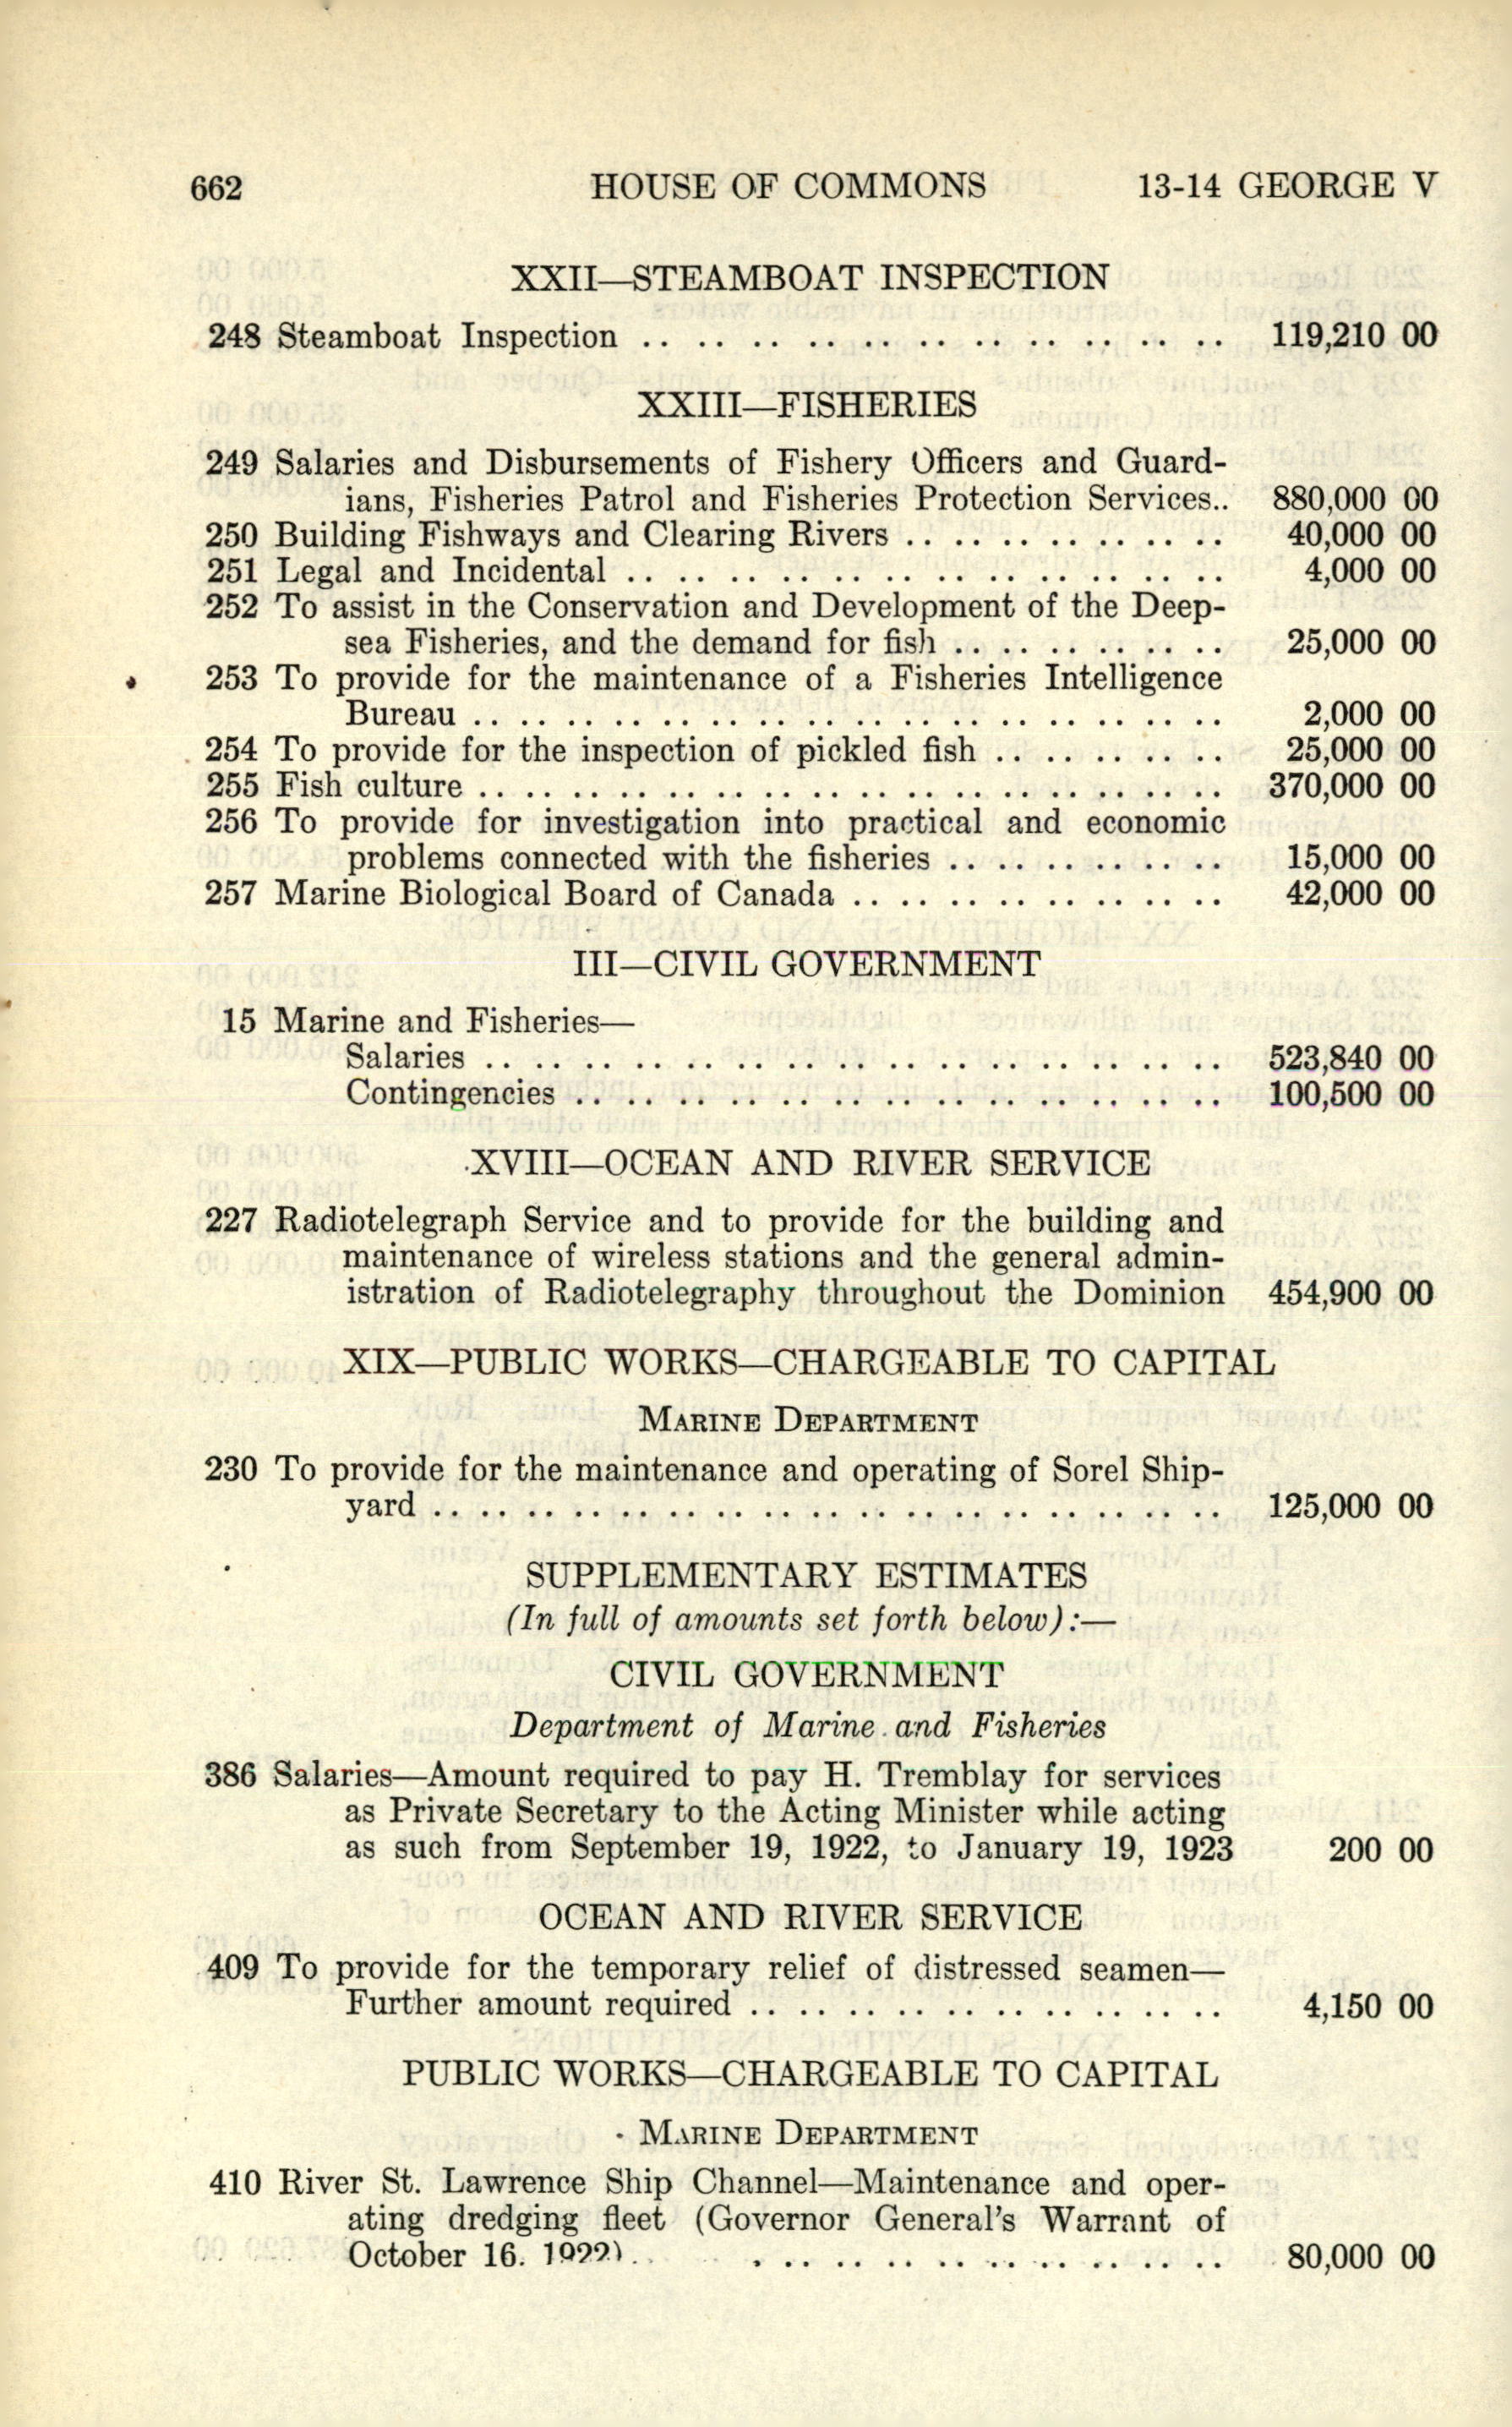 662 HOUSE OF COMMONS 13-14 GEORGE V
XXII—STEAMBOAT INSPECTION
248 Steamboat Inspection . . . . . . . . . . . . . . . . . . . . . . 119,210 00
XXIII—FISHERIES
249 Salaries and Disbursements of Fishery Officers and Guard-
ians, Fisheries Patrol and Fisheries Protection Services.. 880,000 00
250 Building Fishways and Clearing Rivers . . . . . . . . . . . . . . 40,000 00
251 Legal and Incidental . . . . . . . . . . . . . . . . . . . . . . . . 4,000 00
252 To assist in the Conservation and Development of the Deep-
sea Fisheries, and the demand for fish . . . . . . . . . . . . 25,000 00
253 To provide for the maintenance of a Fisheries Intelligence
Bureau . . . . . . . . . . . . . . . . . . . . . . . . . . . . . . 2,000 00
254 To provide for the inspection of pickled fish . . . . . . . . . . 25,000 00
255 Fish culture . . . . . . . . . . . . . . . . . . . . . . . . . . . . . . 370,000 00
256 To provide for investigation into practical and economic
problems connected with the fisheries . . . . . . . . . . . . 15,000 00
257 Marine Biological Board of Canada . . . . . . . . . . . . . . . . 42,000 00
III—CIVIL GOVERNMENT
15 Marine and Fisheries—
Salaries . . . . . . . . . . . . . . . . . . . . . . . . . . . . . . 523,840 00
Contingencies . . . . . . . . . . . . . . . . . . . . . . . . . . 100,500 00
XVIII—OCEAN AND RIVER SERVICE
227 Radiotelegraph Service and to provide for the building and
maintenance of wireless stations and the general admin-
istration of Radiotelegraphy throughout the Dominion 454,900 00
XIX—PUBLIC WORKS—CHARGEABLE TO CAPITAL
MARINE DEPARTMENT
230 To provide for the maintenance and operating of Sorel Ship-
yard . . . . . . . . . . . . . . . . . . . . . . . . . . . . . . . . 125,000 00
SUPPLEMENTARY ESTIMATES
(In full of amounts set forth below):—
CIVIL GOVERNMENT
Department of Marine and Fisheries
386 Salaries—Amount required to pay H. Tremblay for services
as Private Secretary to the Acting Minister while acting
as such from September 19, 1922, to January 19, 1923 200 00
OCEAN AND RIVER SERVICE
409 To provide for the temporary relief of distressed seamen—
Further amount required . . . . . . . . . . . . . . . . . . . . 4,150 00
PUBLIC WORKS—CHARGEABLE TO CAPITAL
MARINE DEPARTMENT
410 River St. Lawrence Ship Channel—Maintenance and oper-
ating dredging fleet (Governor General's Warrant of
October 16, 1922). . . . . . . . . . . . . . . . . . . . . 80,000 00